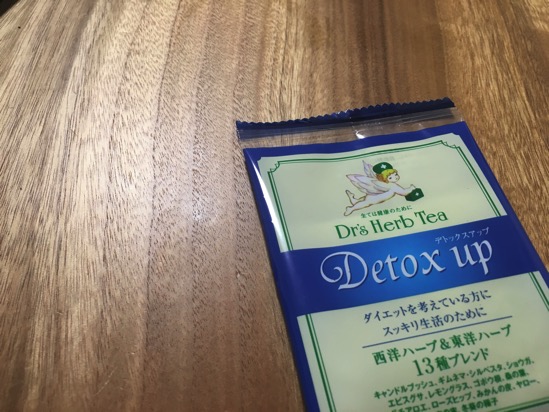 全ては健康のために
Dr's Herb Tea
デトックスアップ
Detox up
ダイエットを考えている方に
スッキリ生活のために
西洋ハーブ&東洋ハーブ
13種ブレンド
キャンドルブッシュ、ギムネマ・シルベスタ、ショウガ、
エビスグサ、レモングラス、ゴボウ根、桑の葉、
アロエ、ローズヒップ、みかんの皮、ヤロー、
の種子